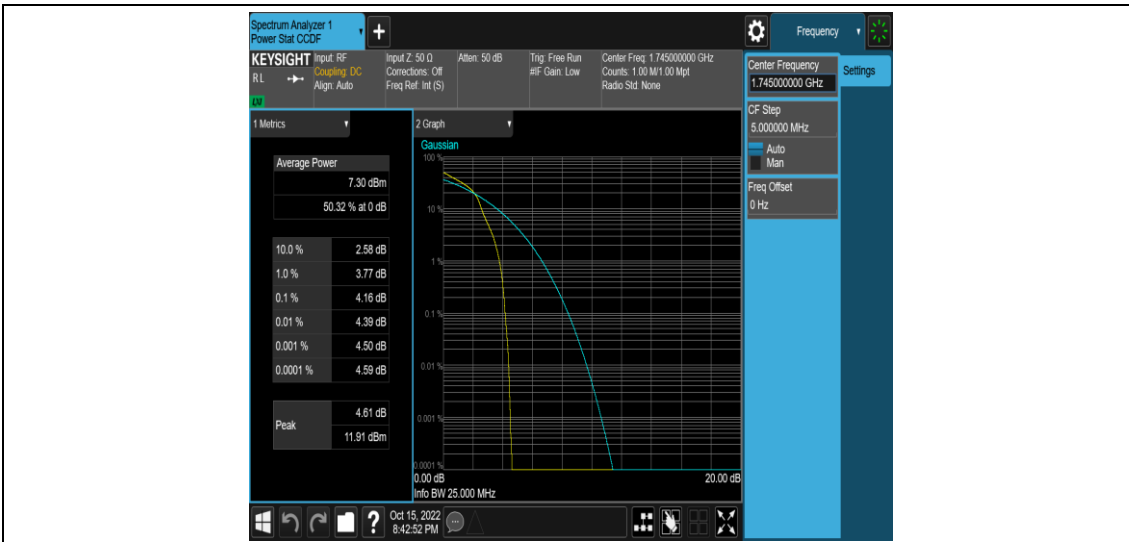 Spectrum Analyzer 1
Power Stat CCDF
+
Frequency
KEYSIGHT
RL
LXI
Input: RF
Coupling: DC
Align: Auto
Input Z: 50 Ω
Corrections: Off
Freq Ref: Int (S)
Atten: 50 dB
Trig: Free Run
#IF Gain: Low
Center Freq: 1.745000000 GHz
Counts: 1.00 M/1.00 Mpt
Radio Std: None
Center Frequency
1.745000000 GHz
Settings
CF Step
5.000000 MHz
Auto
Man
Freq Offset
0 Hz
1 Metrics
Average Power
7.30 dBm
50.32 % at 0 dB
10.0 % 2.58 dB
1.0 % 3.77 dB
0.1 % 4.16 dB
0.01 % 4.39 dB
0.001 % 4.50 dB
0.0001 % 4.59 dB
Peak
4.61 dB
11.91 dBm
2 Graph
Gaussian
100 %
10 %
1 %
0.1 %
0.01 %
0.001 %
0.0001 %
0.00 dB 20.00 dB
Info BW 25.000 MHz
?
Oct 15, 2022
8:42:52 PM